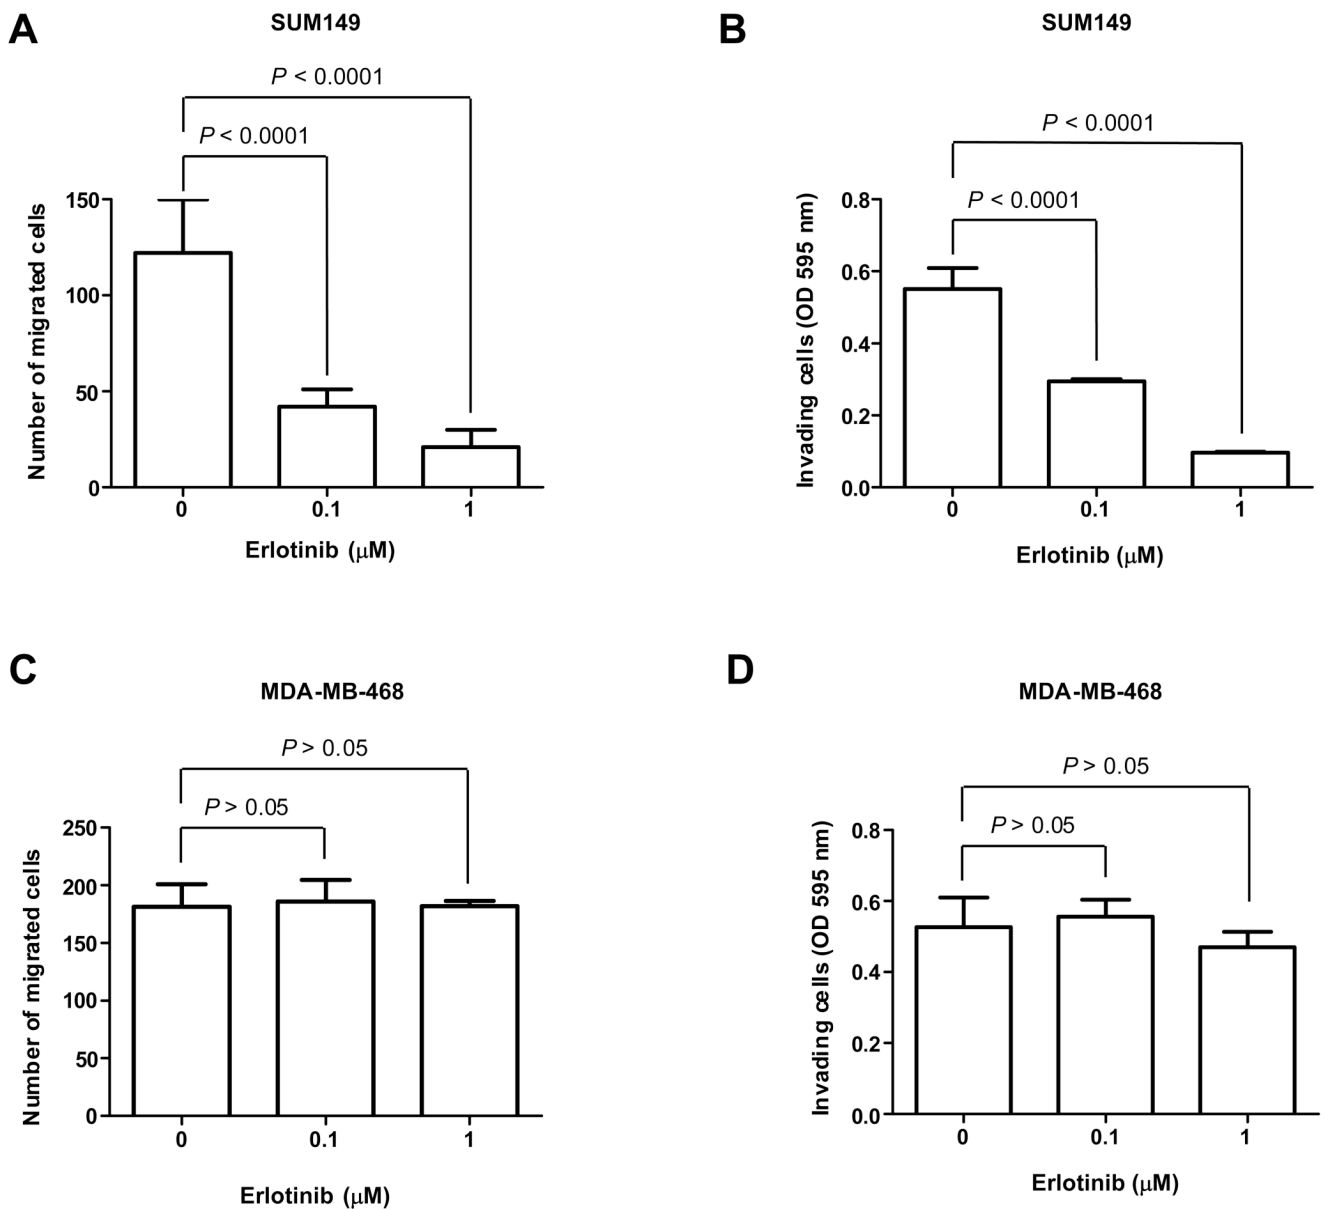 A
SUM149
P < 0.0001
P < 0.0001
Number of migrated cells
150
100
50
0
0 0.1 1
Erlotinib (μM)
B
SUM149
P < 0.0001
P < 0.0001
Invading cells (OD 595 nm)
0.8
0.6
0.4
0.2
0.0
0 0.1 1
Erlotinib (μM)
C
MDA-MB-468
P > 0.05
P > 0.05
Number of migrated cells
250
200
150
100
50
0
0 0.1 1
Erlotinib (μM)
D
MDA-MB-468
P > 0.05
P > 0.05
Invading cells (OD 595 nm)
0.8
0.6
0.4
0.2
0.0
0 0.1 1
Erlotinib (μM)